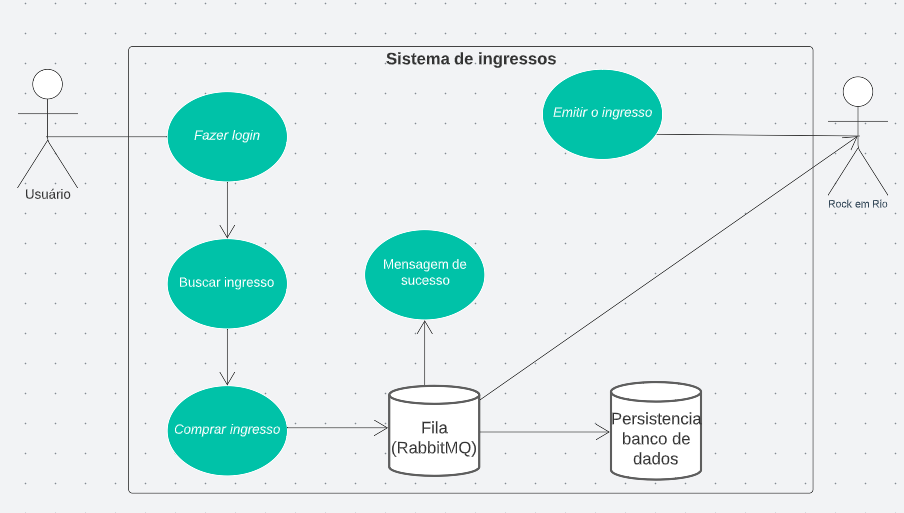 Sistema de ingressos
Usuário
Fazer login
Emitir o ingresso
Rock em Rio
Buscar ingresso
Mensagem de
sucesso
Comprar ingresso
Fila
(RabbitMQ)
Persistencia
banco de
dados